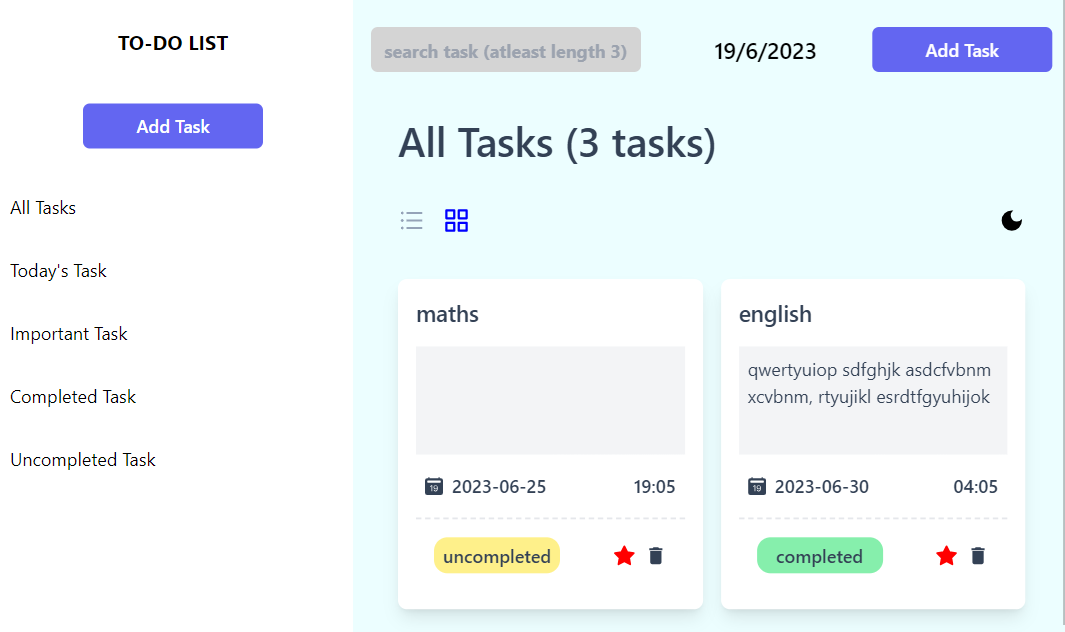 TO-DO LIST
Add Task
All Tasks
Today's Task
Important Task
Completed Task
Uncompleted Task
search task (atleast length 3)
19/6/2023
Add Task
All Tasks (3 tasks)
maths
19
2023-06-25
19:05
uncompleted
english
qwertyuiop sdfghjk asdcfvbnm
xcvbnm, rtyujikl esrdtfgyuhijok
19
2023-06-30
04:05
completed